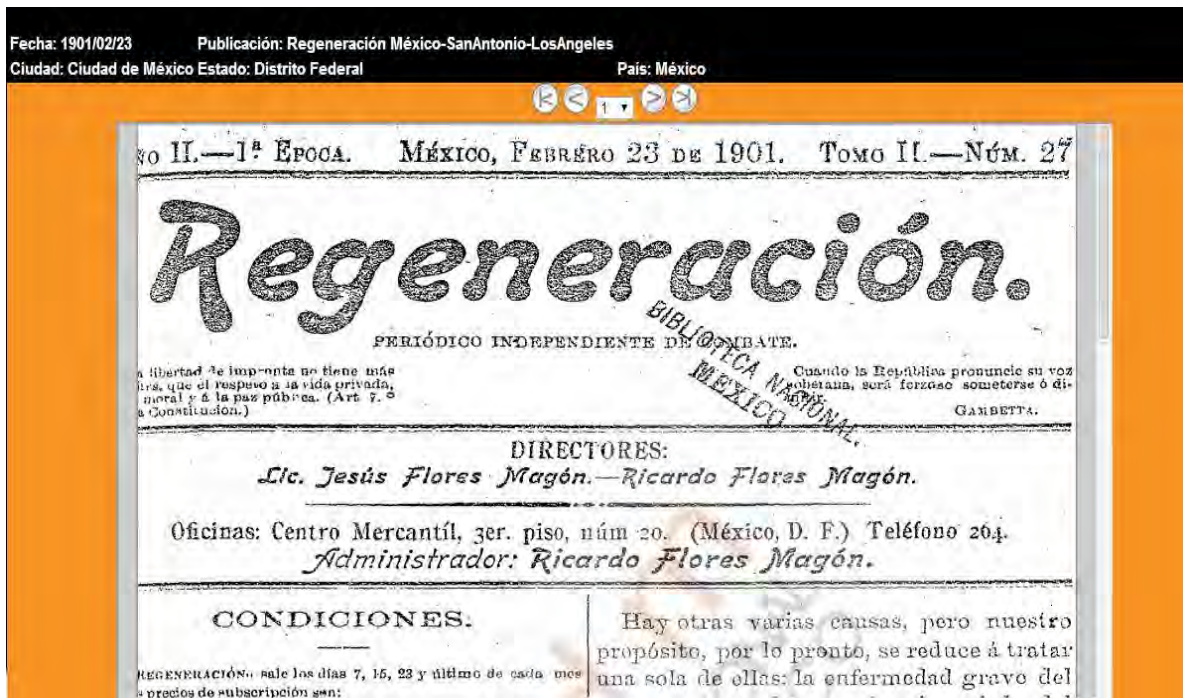 Fecha: 1901/02/23 Publicación: Regeneración México-SanAntonio-LosAngeles
Ciudad: Ciudad de México Estado: Distrito Federal País: México
1
ño II.—1ª Época. México, Febrero 23 de 1901. Tomo II.—Núm. 27
Regeneración.
PERIÓDICO INDEPENDIENTE DE COMBATE.
BIBLIOTECA NACIONAL.
MEXICO
a libertad de imprenta no tiene más
que el respeto a la vida privada,
moral y á la paz pública. (Art 7.º
a Constitución.)
Cuando la República pronuncie su voz
soberana, será forzoso someterse ó di-
GAMBETTA.
DIRECTORES:
Lic. Jesús Flores Magón.—Ricardo Flores Magón.
Oficinas: Centro Mercantíl, 3er. piso, núm 20. (México, D. F.) Teléfono 264.
Administrador: Ricardo Flores Magón.
CONDICIONES.
REGENERACIÓN» sale los días 7, 15, 23 y último de cada mes
s precios de subscripción son:
Hay otras varias causas, pero nuestro
propósito, por lo pronto, se reduce á tratar
una sola de ellas: la enfermedad grave del